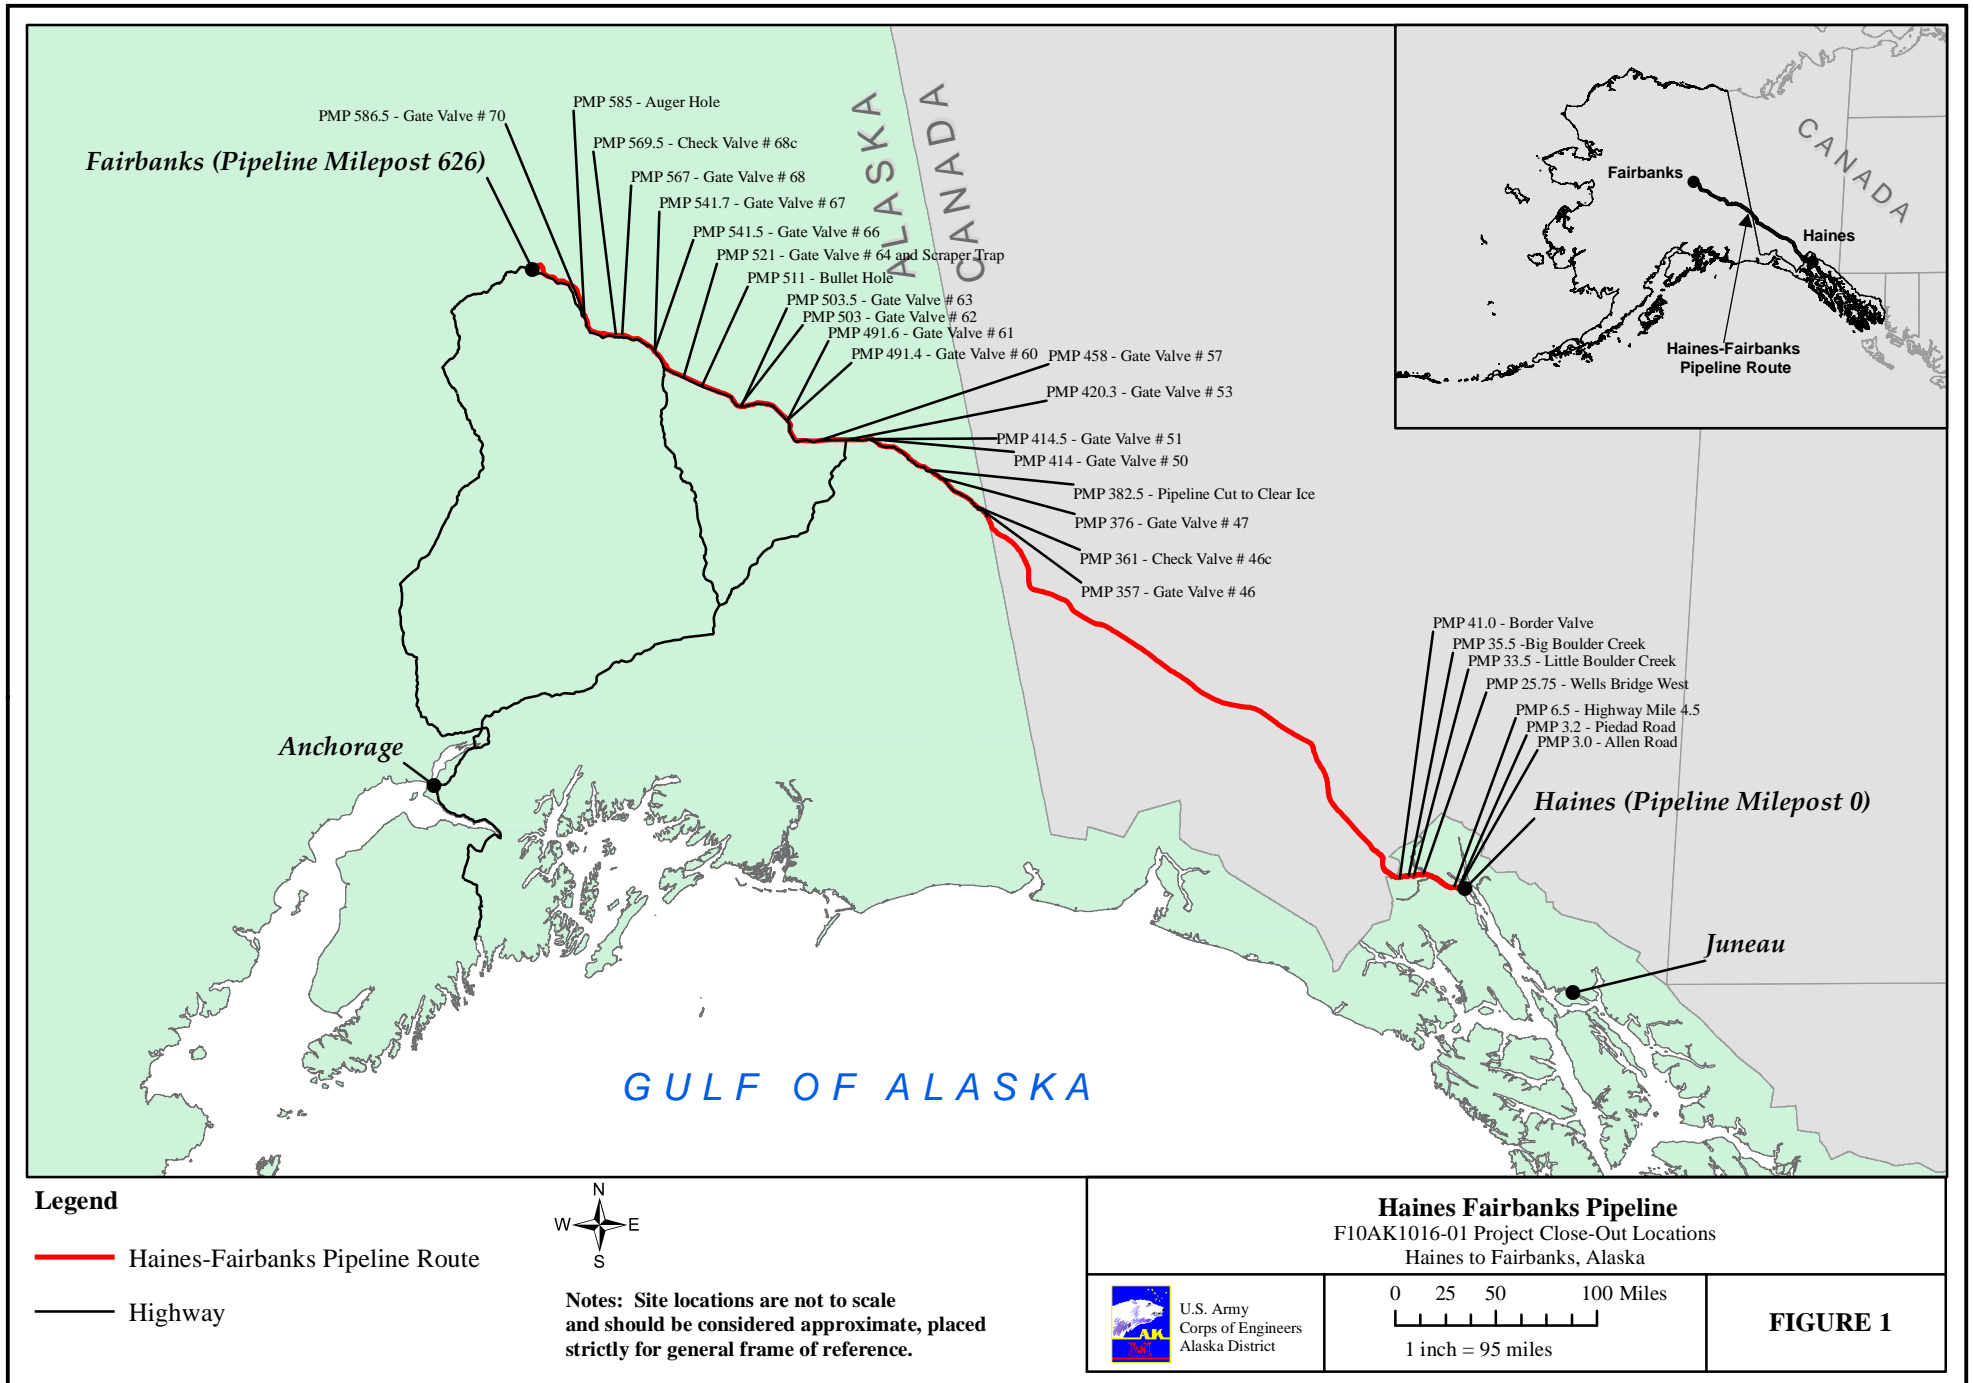 PMP 586.5 - Gate Valve # 70
PMP 585 - Auger Hole
Fairbanks (Pipeline Milepost 626)
PMP 569.5 - Check Valve # 68c
PMP 567 - Gate Valve # 68
PMP 541.7 - Gate Valve # 67
PMP 541.5 - Gate Valve # 66
PMP 521 - Gate Valve # 64 and Scraper Trap
PMP 511 - Bullet Hole
PMP 503.5 - Gate Valve # 63
PMP 503 - Gate Valve # 62
PMP 491.6 - Gate Valve # 61
PMP 491.4 - Gate Valve # 60
PMP 458 - Gate Valve # 57
PMP 420.3 - Gate Valve # 53
PMP 414.5 - Gate Valve # 51
PMP 414 - Gate Valve # 50
PMP 382.5 - Pipeline Cut to Clear Ice
PMP 376 - Gate Valve # 47
PMP 361 - Check Valve # 46c
PMP 357 - Gate Valve # 46
ALASKA
CANADA
CANADA
Fairbanks
Haines
Haines-Fairbanks
Pipeline Route
PMP 41.0 - Border Valve
PMP 35.5 -Big Boulder Creek
PMP 33.5 - Little Boulder Creek
PMP 25.75 - Wells Bridge West
PMP 6.5 - Highway Mile 4.5
PMP 3.2 - Piedad Road
PMP 3.0 - Allen Road
Haines (Pipeline Milepost 0)
Anchorage
Juneau
GULF OF ALASKA
Legend
Haines-Fairbanks Pipeline Route
Highway
N
W E
S
Notes: Site locations are not to scale
and should be considered approximate, placed
strictly for general frame of reference.
Haines Fairbanks Pipeline
F10AK1016-01 Project Close-Out Locations
Haines to Fairbanks, Alaska
AK
U.S. Army
Corps of Engineers
Alaska District
0 25 50 100 Miles
1 inch = 95 miles
FIGURE 1